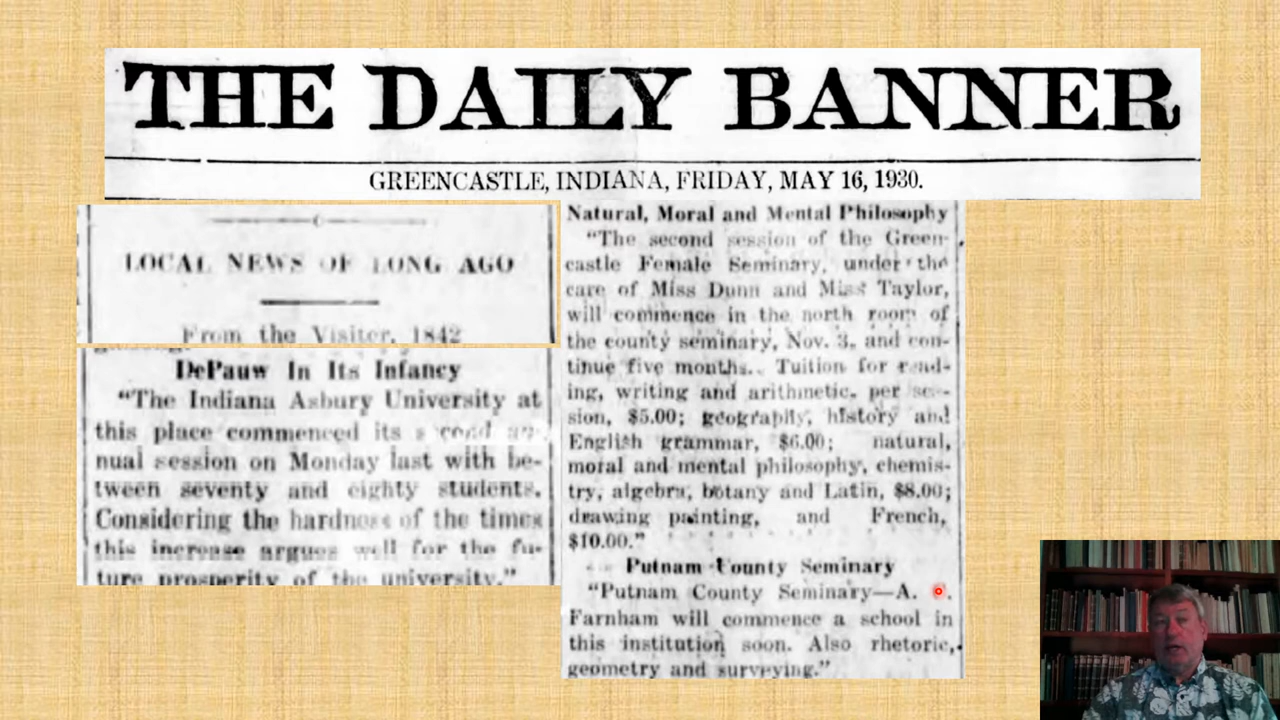 THE DAILY BANNER
GREENCASTLE, INDIANA, FRIDAY, MAY 16, 1930.
LOCAL NEWS OF LONG AGO
From the Visiter, 1842
DePauw In Its Infancy
"The Indiana Asbury University at
this place commenced its second an-
nual session on Monday last with be-
tween seventy and eighty students.
Considering the hardness of the times
this increase argues well for the fu-
ture prosperity of the university."
Natural, Moral and Mental Philosophy
"The second session of the Green-
castle Female Seminary, under the
care of Miss Dunn and Miss Taylor,
will commence in the north room of
the county seminary, Nov. 3, and con-
tinue five months. Tuition for read-
ing, writing and arithmetic, per ses-
sion, $5.00; geography, history and
English grammar, $6.00; natural,
moral and mental philosophy, chemis-
try, algebra, botany and Latin, $8.00;
drawing painting, and French,
$10.00."
Putnam County Seminary
"Putnam County Seminary—A.
Farnham will commence a school in
this institution soon. Also rhetoric,
geometry and surveying."